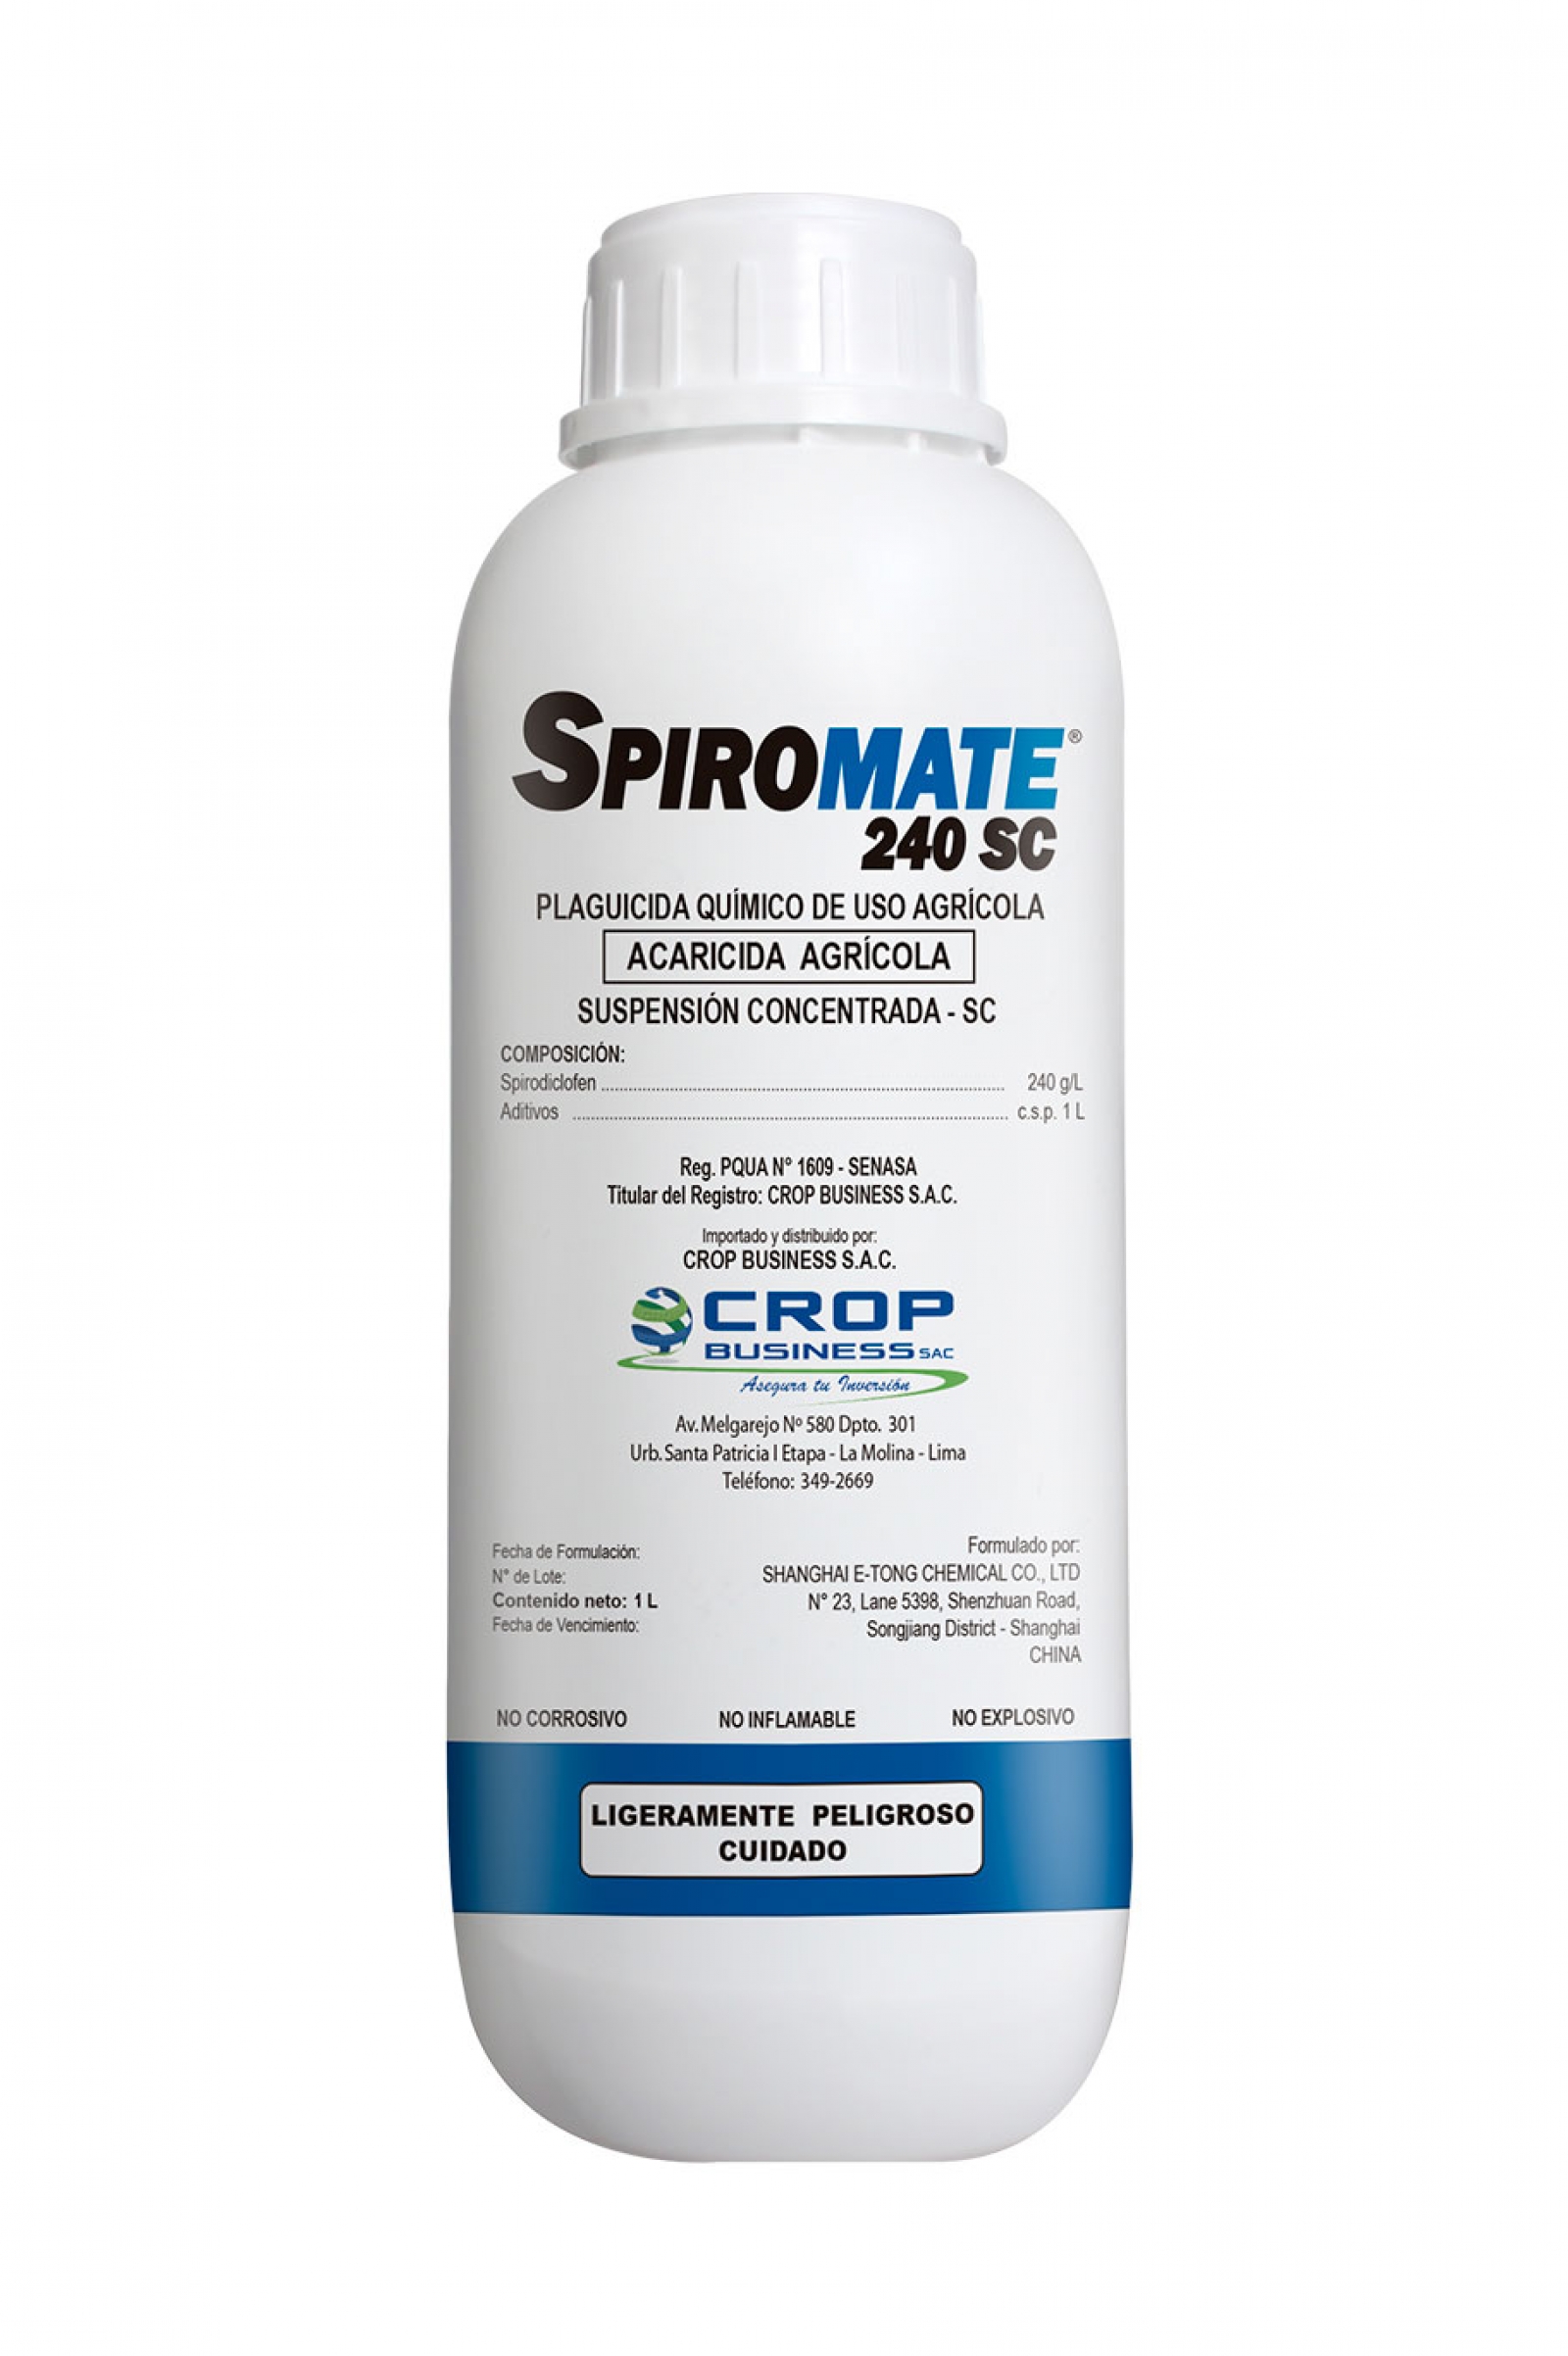 SPIROMATE®
240 SC
PLAGUICIDA QUÍMICO DE USO AGRÍCOLA
ACARICIDA AGRÍCOLA
SUSPENSIÓN CONCENTRADA - SC
COMPOSICIÓN:
Spirodiclofen ........................................ 240 g/L
Aditivos ........................................ c.s.p. 1 L
Reg. PQUA N° 1609 - SENASA
Titular del Registro: CROP BUSINESS S.A.C.
Importado y distribuido por:
CROP BUSINESS S.A.C.
CROP
BUSINESS SAC
Asegura tu Inversión
Av. Melgarejo Nº 580 Dpto. 301
Urb. Santa Patricia I Etapa - La Molina - Lima
Teléfono: 349-2669
Fecha de Formulación:
N° de Lote:
Contenido neto: 1 L
Fecha de Vencimiento:
Formulado por:
SHANGHAI E-TONG CHEMICAL CO., LTD
N° 23, Lane 5398, Shenzhuan Road,
Songjiang District - Shanghai
CHINA
NO CORROSIVO NO INFLAMABLE NO EXPLOSIVO
LIGERAMENTE PELIGROSO
CUIDADO